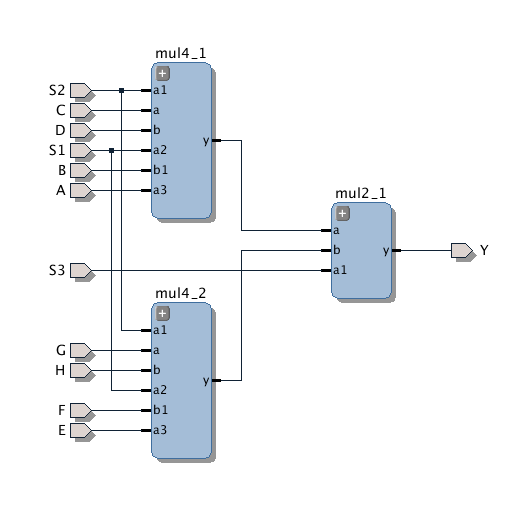 mul4_1
S2 a1
C a
D b
S1 a2 y
B b1
A a3
mul2_1
a
b y Y
S3 a1
mul4_2
a1
G a
H b
a2 y
F b1
E a3